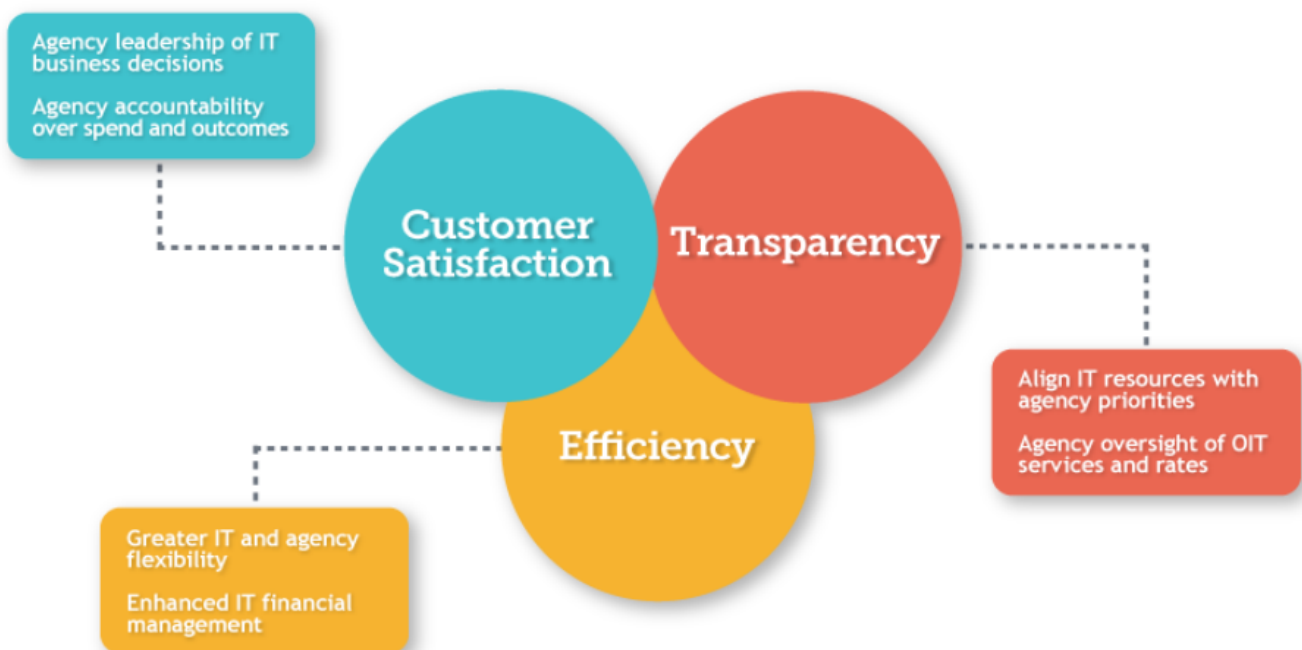 Agency leadership of IT
business decisions
Agency accountability
over spend and outcomes
Customer
Satisfaction
Transparency
Align IT resources with
agency priorities
Agency oversight of OIT
services and rates
Efficiency
Greater IT and agency
flexibility
Enhanced IT financial
management